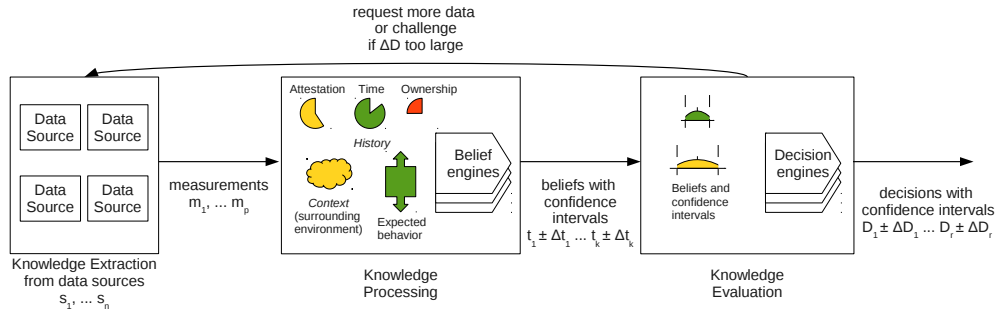 request more data
or challenge
if ΔD too large
Data
Source
Data
Source
Data
Source
Data
Source
Knowledge Extraction
from data sources
s1, ... sn
measurements
m1, ... mp
Attestation
Time
Ownership
History
Context
(surrounding
environment)
Expected
behavior
Belief
engines
Knowledge
Processing
beliefs with
confidence
intervals
t1 ± Δt1 ... tk ± Δtk
Beliefs and
confidence
intervals
Decision
engines
Knowledge
Evaluation
decisions with
confidence intervals
D1 ± ΔD1 ... Dr ± ΔDr